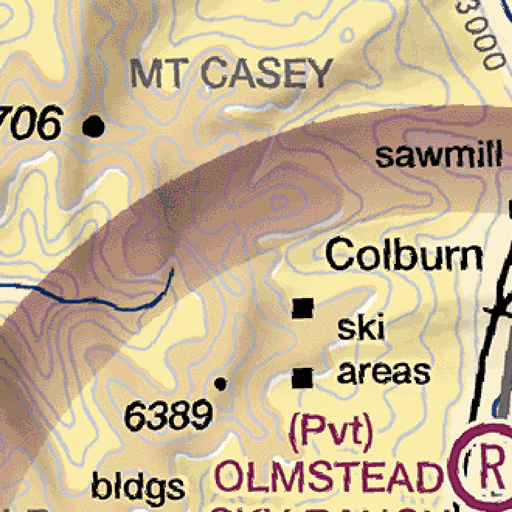 3000
MT CASEY
706
sawmill
Colburn
ski
areas
6389
(Pvt)
OLMSTEAD
R
bldgs